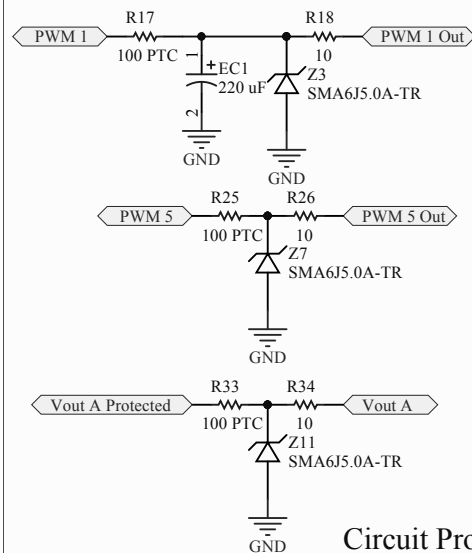 R17 R18
PWM 1 PWM 1 Out
100 PTC 10
1
+ EC1 Z3
220 uF SMA6J5.0A-TR
2
GND
GND
R25 R26
PWM 5 PWM 5 Out
100 PTC 10
Z7
SMA6J5.0A-TR
GND
R33 R34
Vout A Protected Vout A
100 PTC 10
Z11
SMA6J5.0A-TR
GND
Circuit Pro